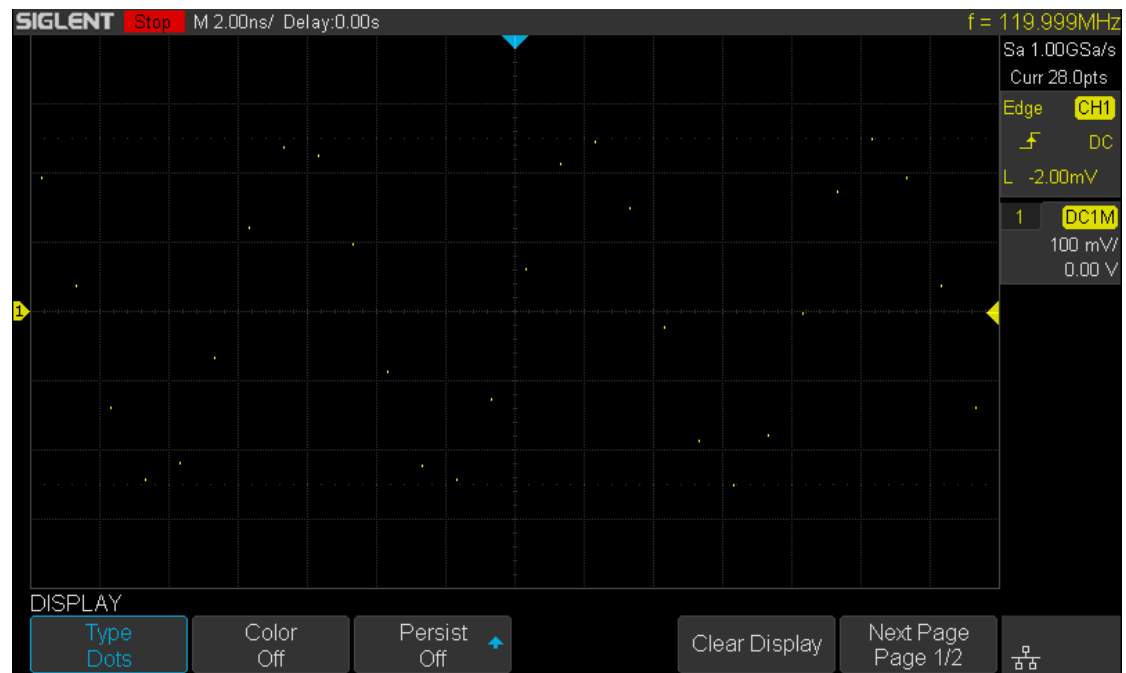 SIGLENT Stop M 2.00ns/ Delay:0.00s f = 119.999MHz
Sa 1.00GSa/s
Curr 28.0pts
Edge CH1
DC
L -2.00mV
1 DC1M
100 mV/
0.00 V
1
DISPLAY
Type
Dots
Color
Off
Persist
Off
Clear Display
Next Page
Page 1/2